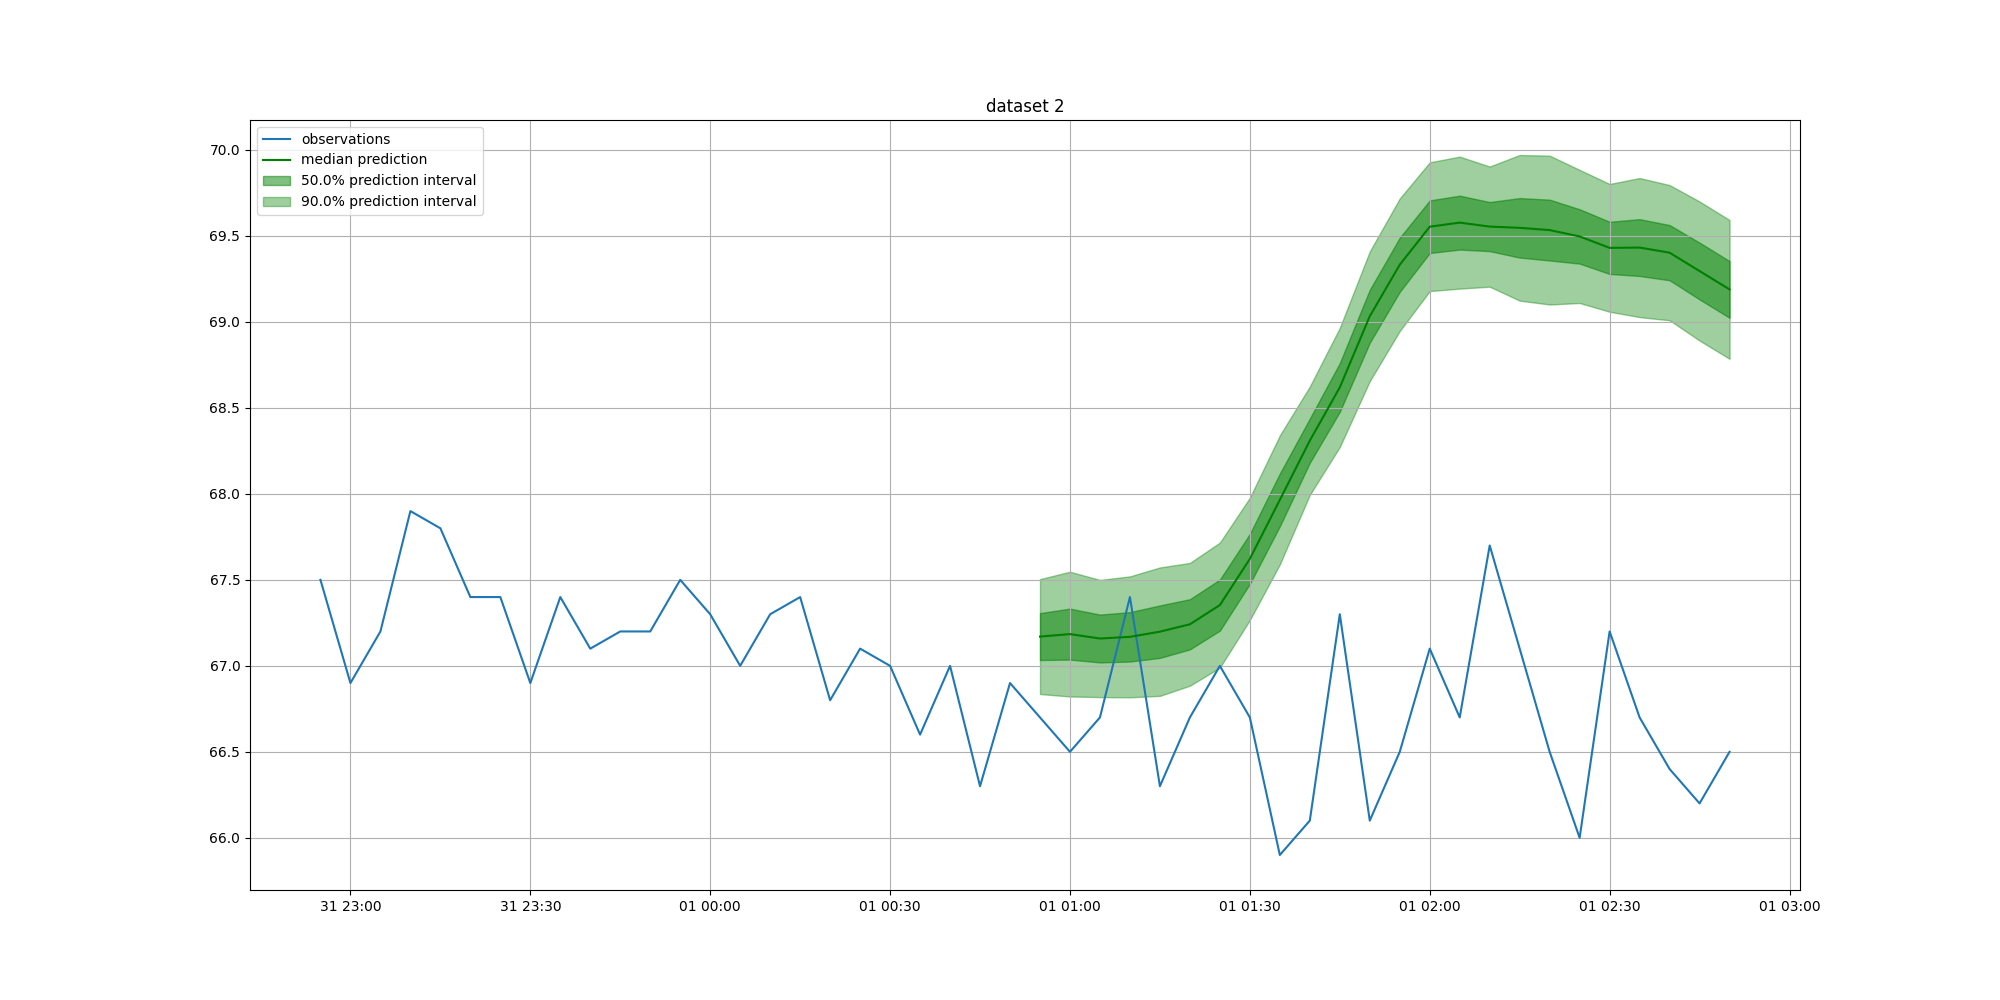 dataset 2
observations
median prediction
50.0% prediction interval
90.0% prediction interval
70.0
69.5
69.0
68.5
68.0
67.5
67.0
66.5
66.0
31 23:00 31 23:30 01 00:00 01 00:30 01 01:00 01 01:30 01 02:00 01 02:30 01 03:00